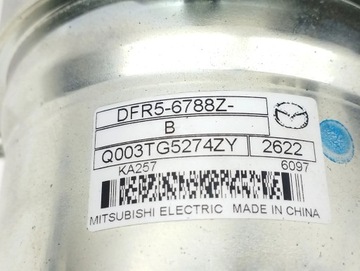 DFR5-6788Z-
B
Q003TG5274ZY 2622
KA257 6097
MITSUBISHI ELECTRIC MADE IN CHINA